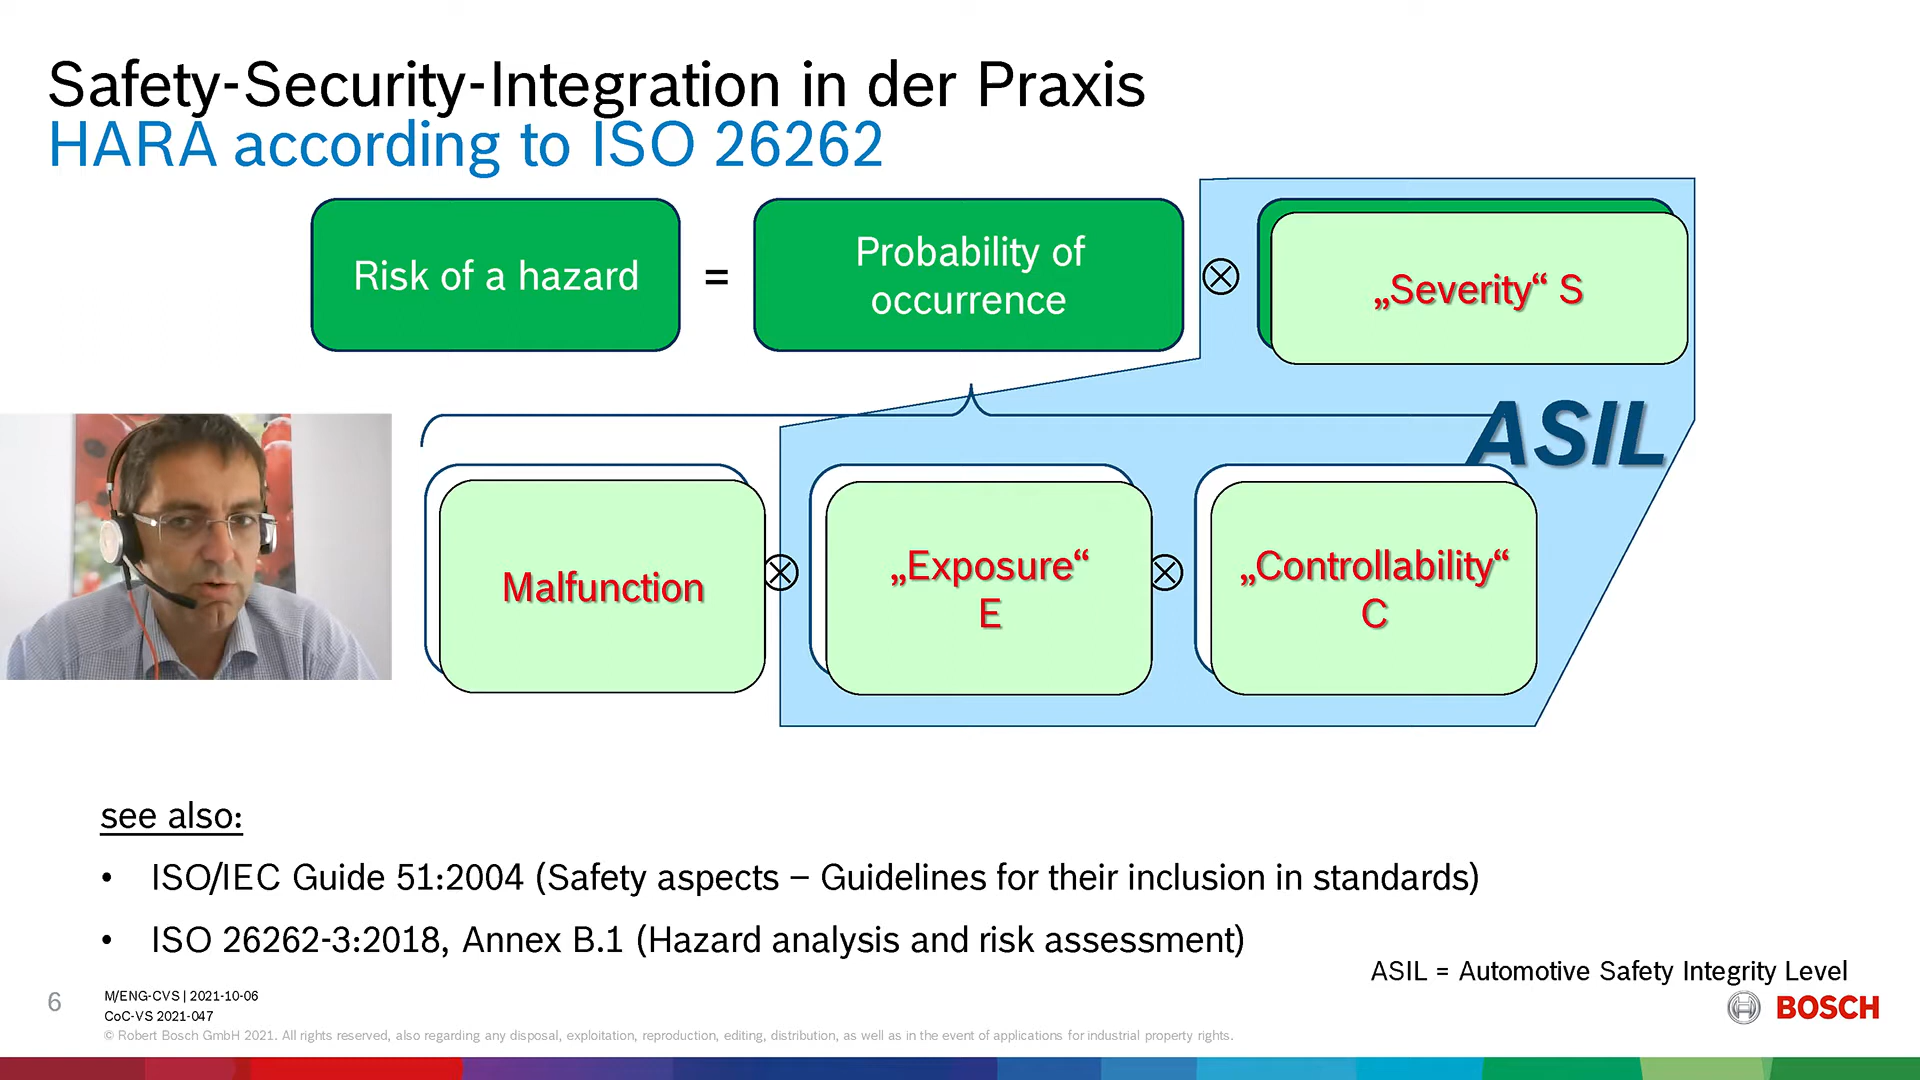 Safety-Security-Integration in der Praxis
HARA according to ISO 26262
Risk of a hazard
=
Probability of
occurrence
⊗
„Severity“ S
ASIL
Malfunction
⊗
„Exposure“
E
⊗
„Controllability“
C
see also:
• ISO/IEC Guide 51:2004 (Safety aspects – Guidelines for their inclusion in standards)
• ISO 26262-3:2018, Annex B.1 (Hazard analysis and risk assessment)
ASIL = Automotive Safety Integrity Level
6
M/ENG-CVS | 2021-10-06
CoC-VS 2021-047
© Robert Bosch GmbH 2021. All rights reserved, also regarding any disposal, exploitation, reproduction, editing, distribution, as well as in the event of applications for industrial property rights.
BOSCH